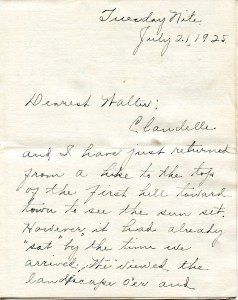 Tuesday Nite,
July 21, 1925.
Dearest Walter:
Claudelle
and I have just returned
from a hike to the top
of the first hill toward
town to see the sun set.
However, it had already
"sat" by the time we
arrived. We viewed the
landscape o'er and